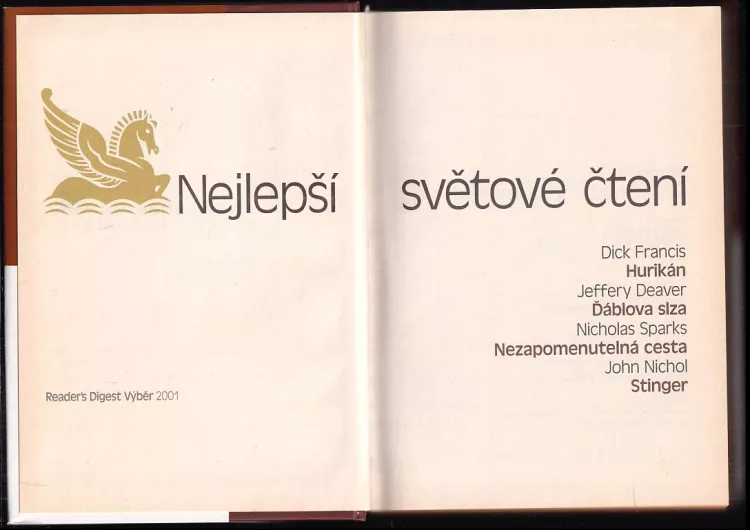 Nejlepší světové čtení
Dick Francis
Hurikán
Jeffery Deaver
Ďáblova slza
Nicholas Sparks
Nezapomenutelná cesta
John Nichol
Stinger
Reader's Digest Výběr 2001